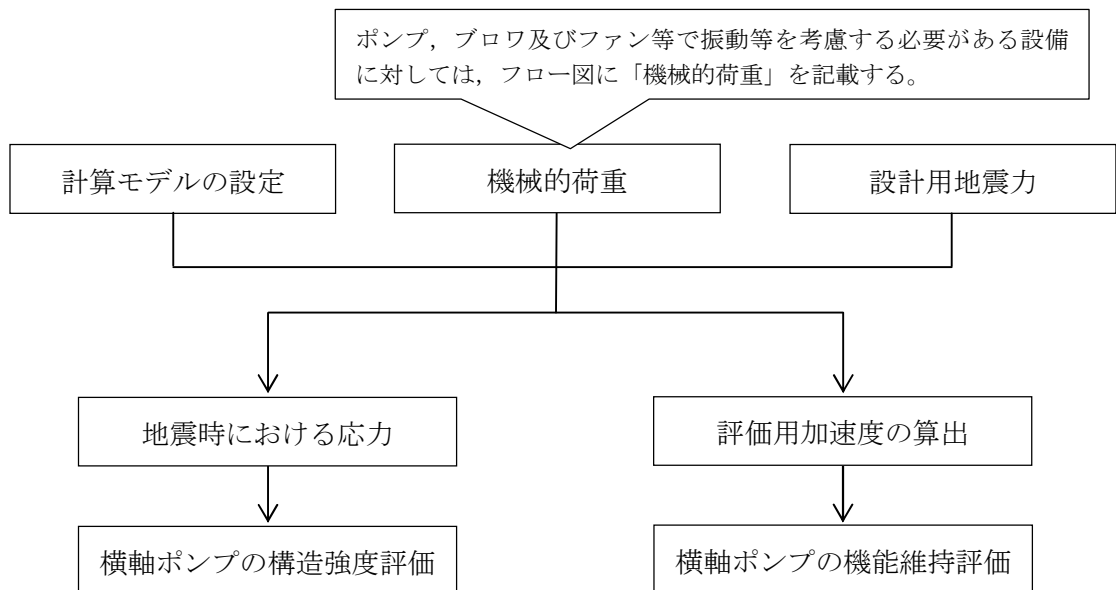 ポンプ，ブロワ及びファン等で振動等を考慮する必要がある設備
に対しては，フロー図に「機械的荷重」を記載する。
計算モデルの設定
機械的荷重
設計用地震力
地震時における応力
評価用加速度の算出
横軸ポンプの構造強度評価
横軸ポンプの機能維持評価